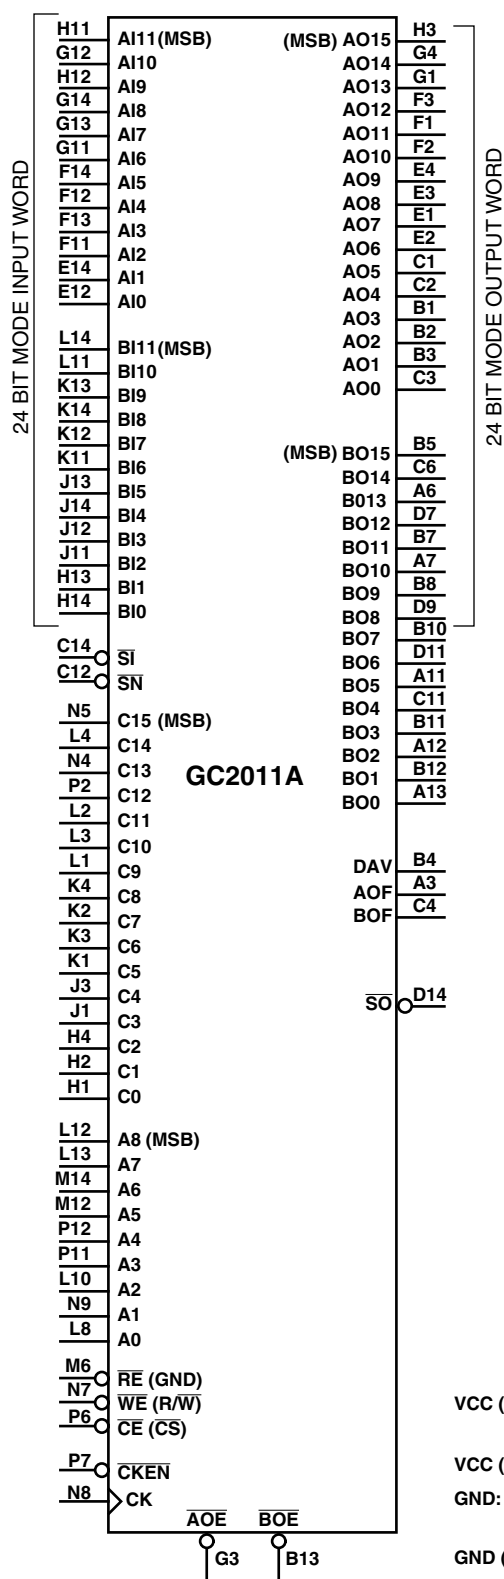 24 BIT MODE INPUT WORD
H11 AI11(MSB)
G12 AI10
H12 AI9
G14 AI8
G13 AI7
G11 AI6
F14 AI5
F12 AI4
F13 AI3
F11 AI2
E14 AI1
E12 AI0
L14 BI11(MSB)
L11 BI10
K13 BI9
K14 BI8
K12 BI7
K11 BI6
J13 BI5
J14 BI4
J12 BI3
J11 BI2
H13 BI1
H14 BI0
C14 SI
C12 SN
N5 C15 (MSB)
L4 C14
N4 C13
P2 C12
L2 C11
L3 C10
L1 C9
K4 C8
K2 C7
K3 C6
K1 C5
J3 C4
J1 C3
H4 C2
H2 C1
H1 C0
L12 A8 (MSB)
L13 A7
M14 A6
M12 A5
P12 A4
P11 A3
L10 A2
N9 A1
L8 A0
M6 RE (GND)
N7 WE (R/W)
P6 CE (CS)
P7 CKEN
N8 CK
GC2011A
(MSB) AO15 H3
AO14 G4
AO13 G1
AO12 F3
AO11 F1
AO10 F2
AO9 E4
AO8 E3
AO7 E1
AO6 E2
AO5 C1
AO4 C2
AO3 B1
AO2 B2
AO1 B3
AO0 C3
(MSB) BO15 B5
BO14 C6
B013 A6
BO12 D7
BO11 B7
BO10 A7
BO9 B8
BO8 D9
BO7 B10
BO6 D11
BO5 A11
BO4 C11
BO3 B11
BO2 A12
BO1 B12
BO0 A13
24 BIT MODE OUTPUT WORD
DAV B4
AOF A3
BOF C4
SO D14
AOE BOE
G3 B13
VCC (
VCC (
GND:
GND (